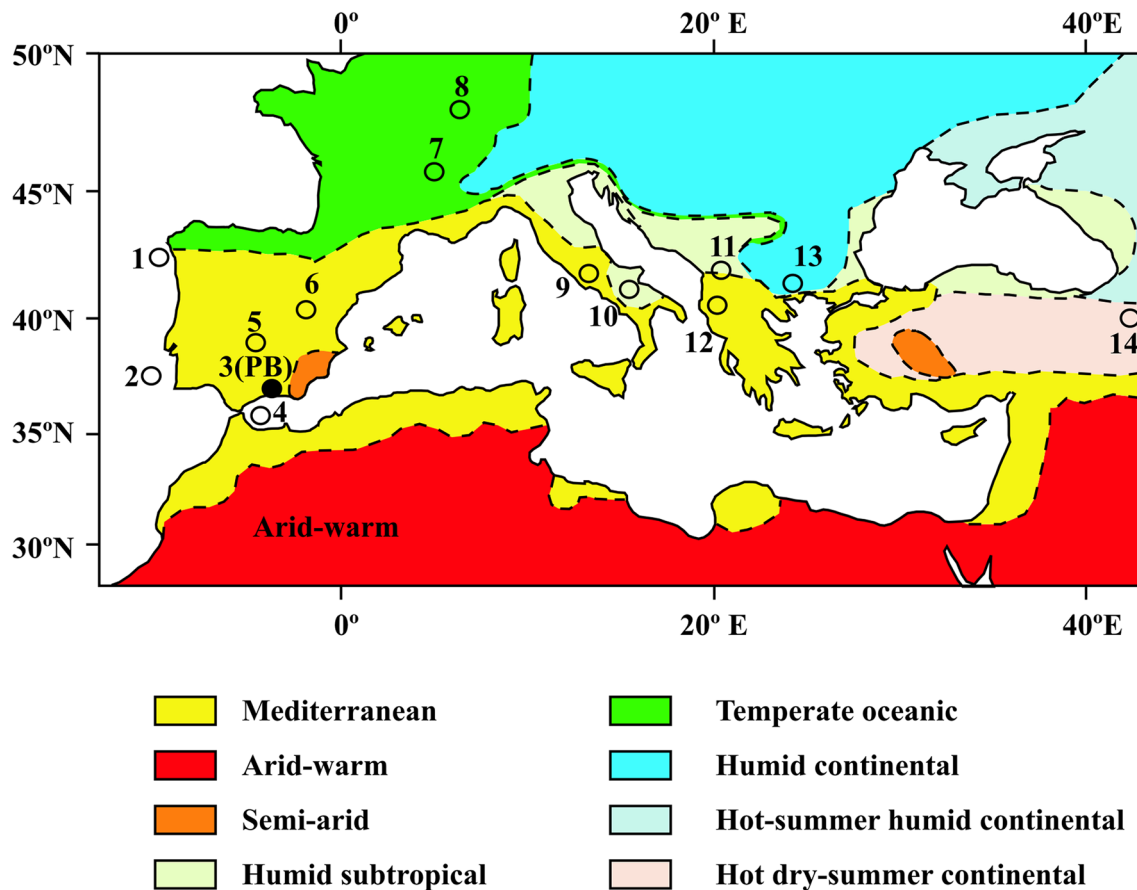 0º 20º E 40ºE
50ºN
8
7
45ºN
1
11
13
6
9
10
40ºN
5
12
14
3(PB)
2
4
35ºN
Arid-warm
30ºN
0º 20º E 40ºE
Mediterranean Temperate oceanic
Arid-warm Humid continental
Semi-arid Hot-summer humid continental
Humid subtropical Hot dry-summer continental